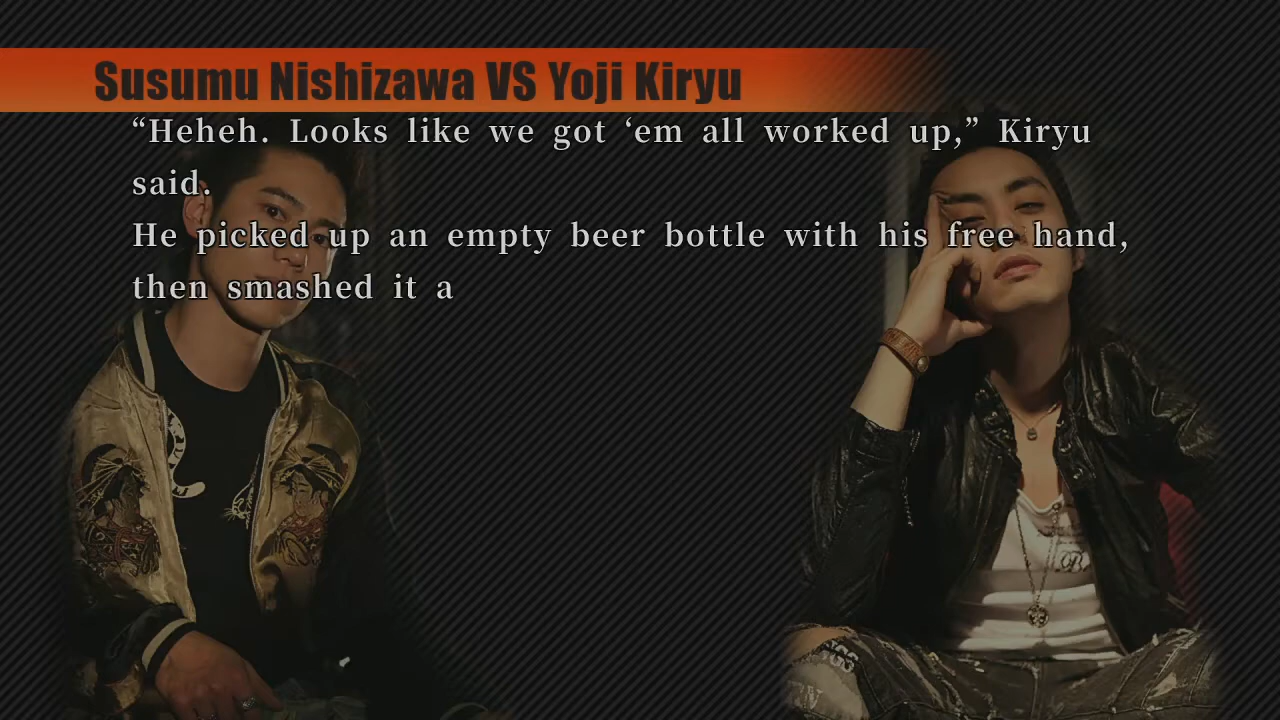 Susumu Nishizawa VS Yoji Kiryu
“Heheh. Looks like we got ‘em all worked up,” Kiryu
said.
He picked up an empty beer bottle with his free hand,
then smashed it a